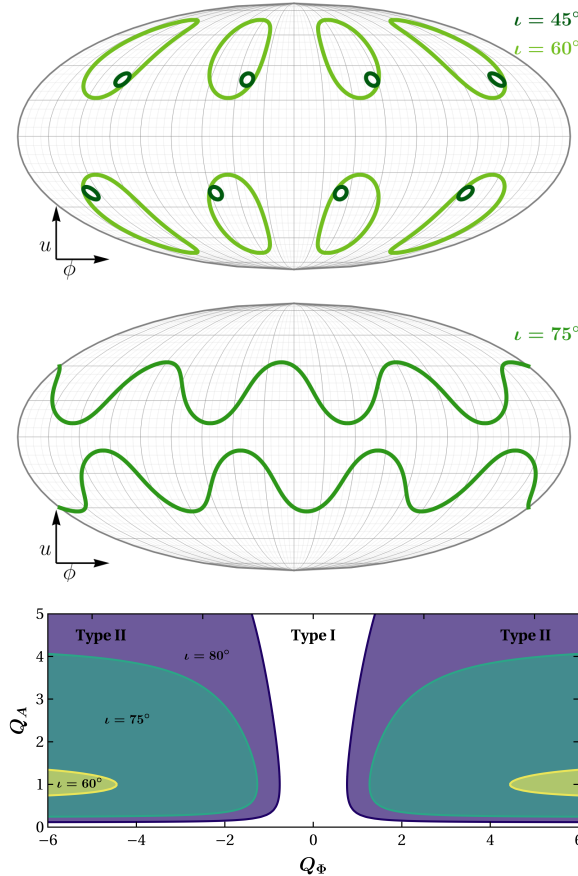 ι = 45°
ι = 60°
u
ϕ
ι = 75°
u
ϕ
5
4
3
2
1
0
Q_A
Type II
Type I
Type II
ι = 80°
ι = 75°
ι = 60°
-6
-4
-2
0
2
4
6
Q_Φ